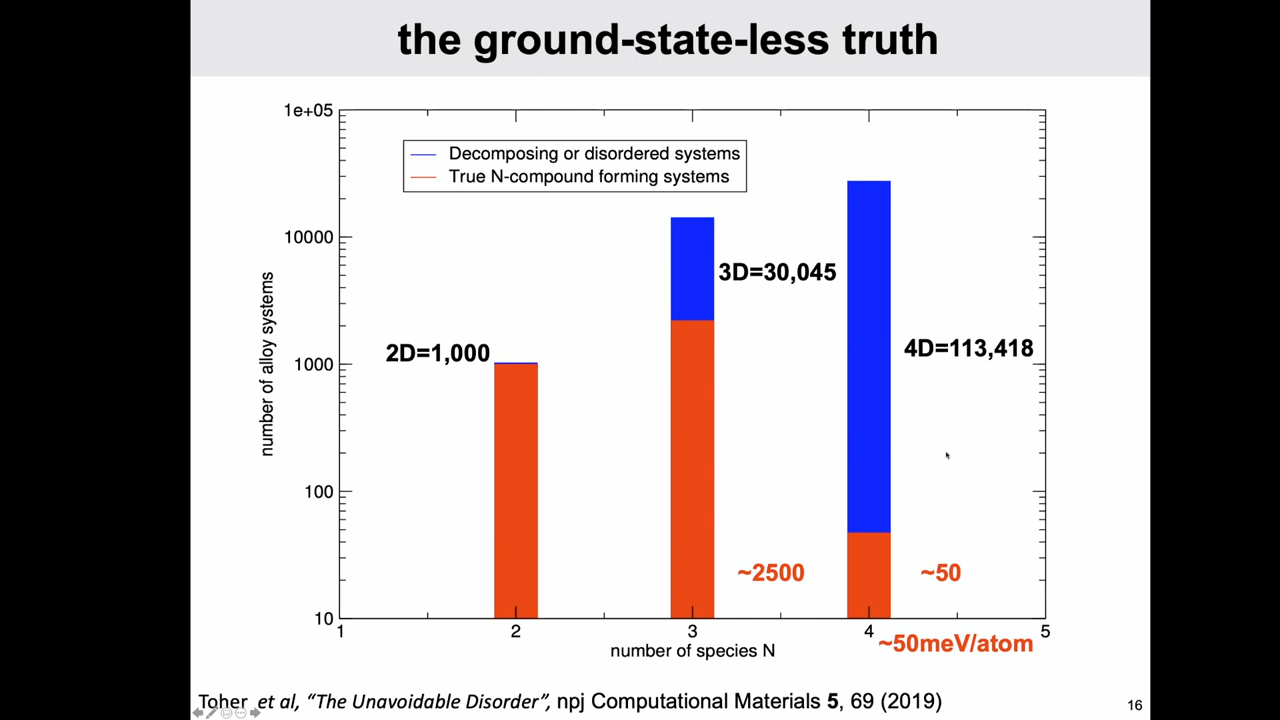 the ground-state-less truth
1e+05
Decomposing or disordered systems
True N-compound forming systems
10000
3D=30,045
2D=1,000
4D=113,418
1000
number of alloy systems
100
~2500
~50
10
1
2
3
4
5
~50meV/atom
number of species N
Toher et al, “The Unavoidable Disorder”, npj Computational Materials 5, 69 (2019)
16